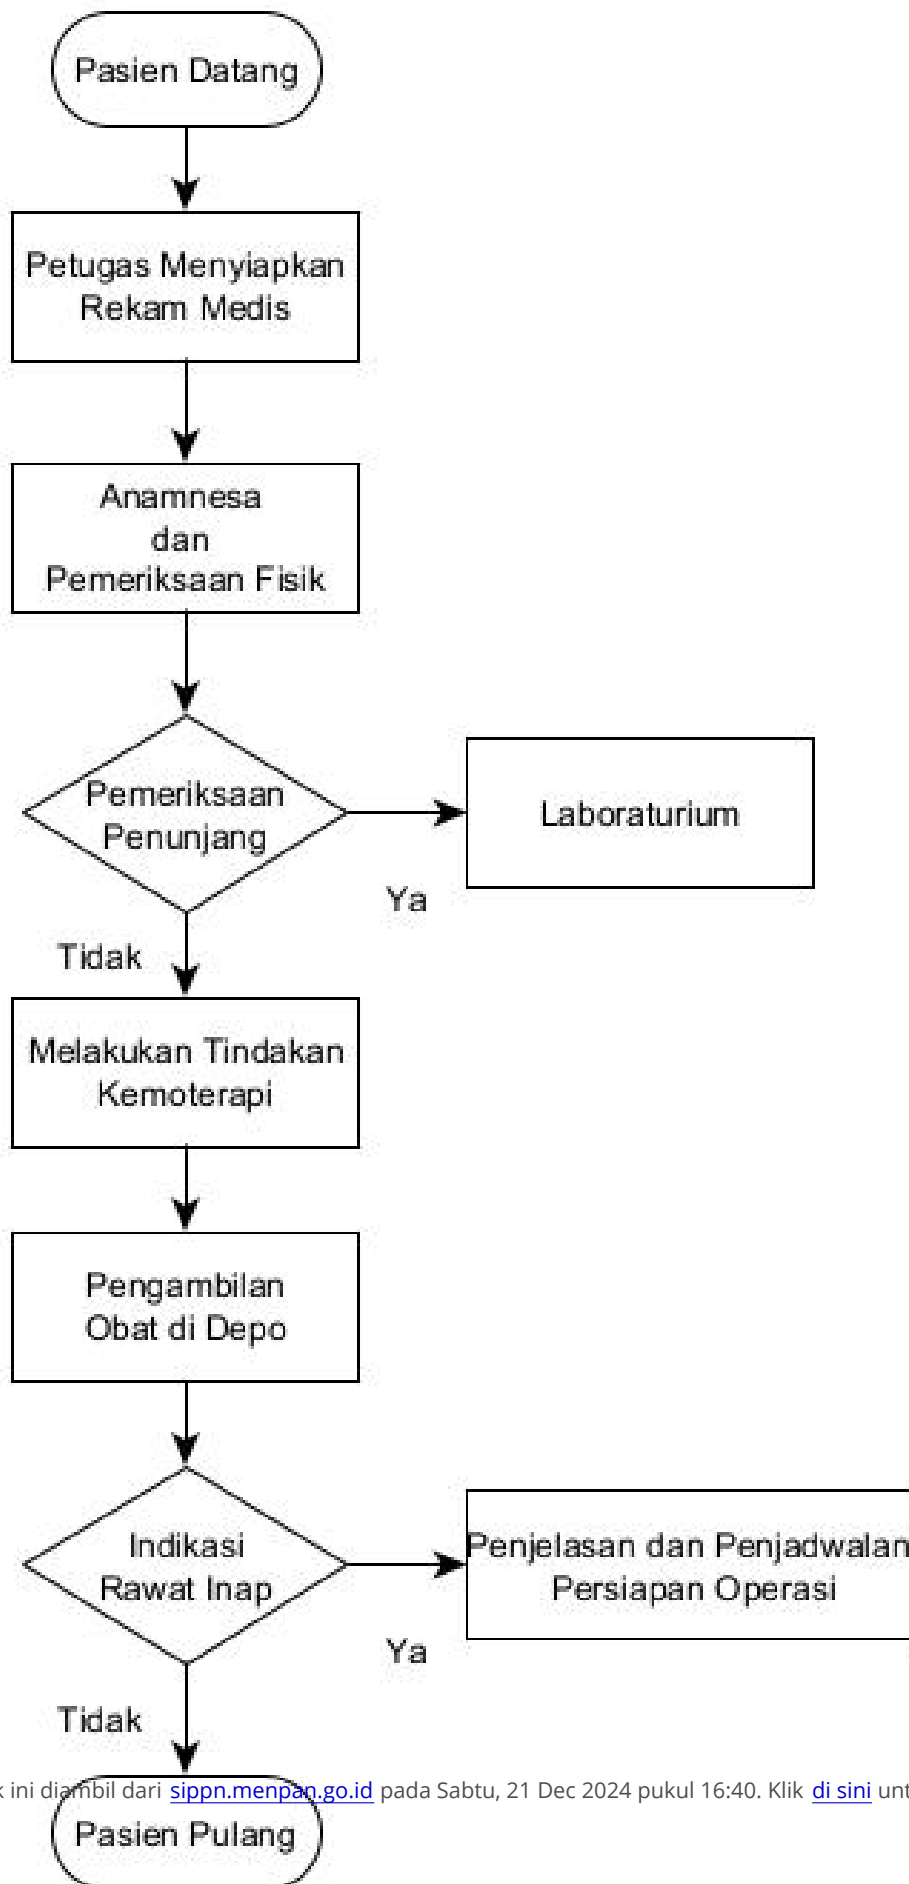 Pasien Datang
Petugas Menyiapkan
Rekam Medis
Anamnesa
dan
Pemeriksaan Fisik
Pemeriksaan
Penunjang
Laboraturium
Ya
Tidak
Melakukan Tindakan
Kemoterapi
Pengambilan
Obat di Depo
Indikasi
Rawat Inap
Penjelasan dan Penjadwalan
Persiapan Operasi
Ya
Tidak
ini diambil dari sippn.menpan.go.id pada Sabtu, 21 Dec 2024 pukul 16:40. Klik di sini
Pasien Pulang